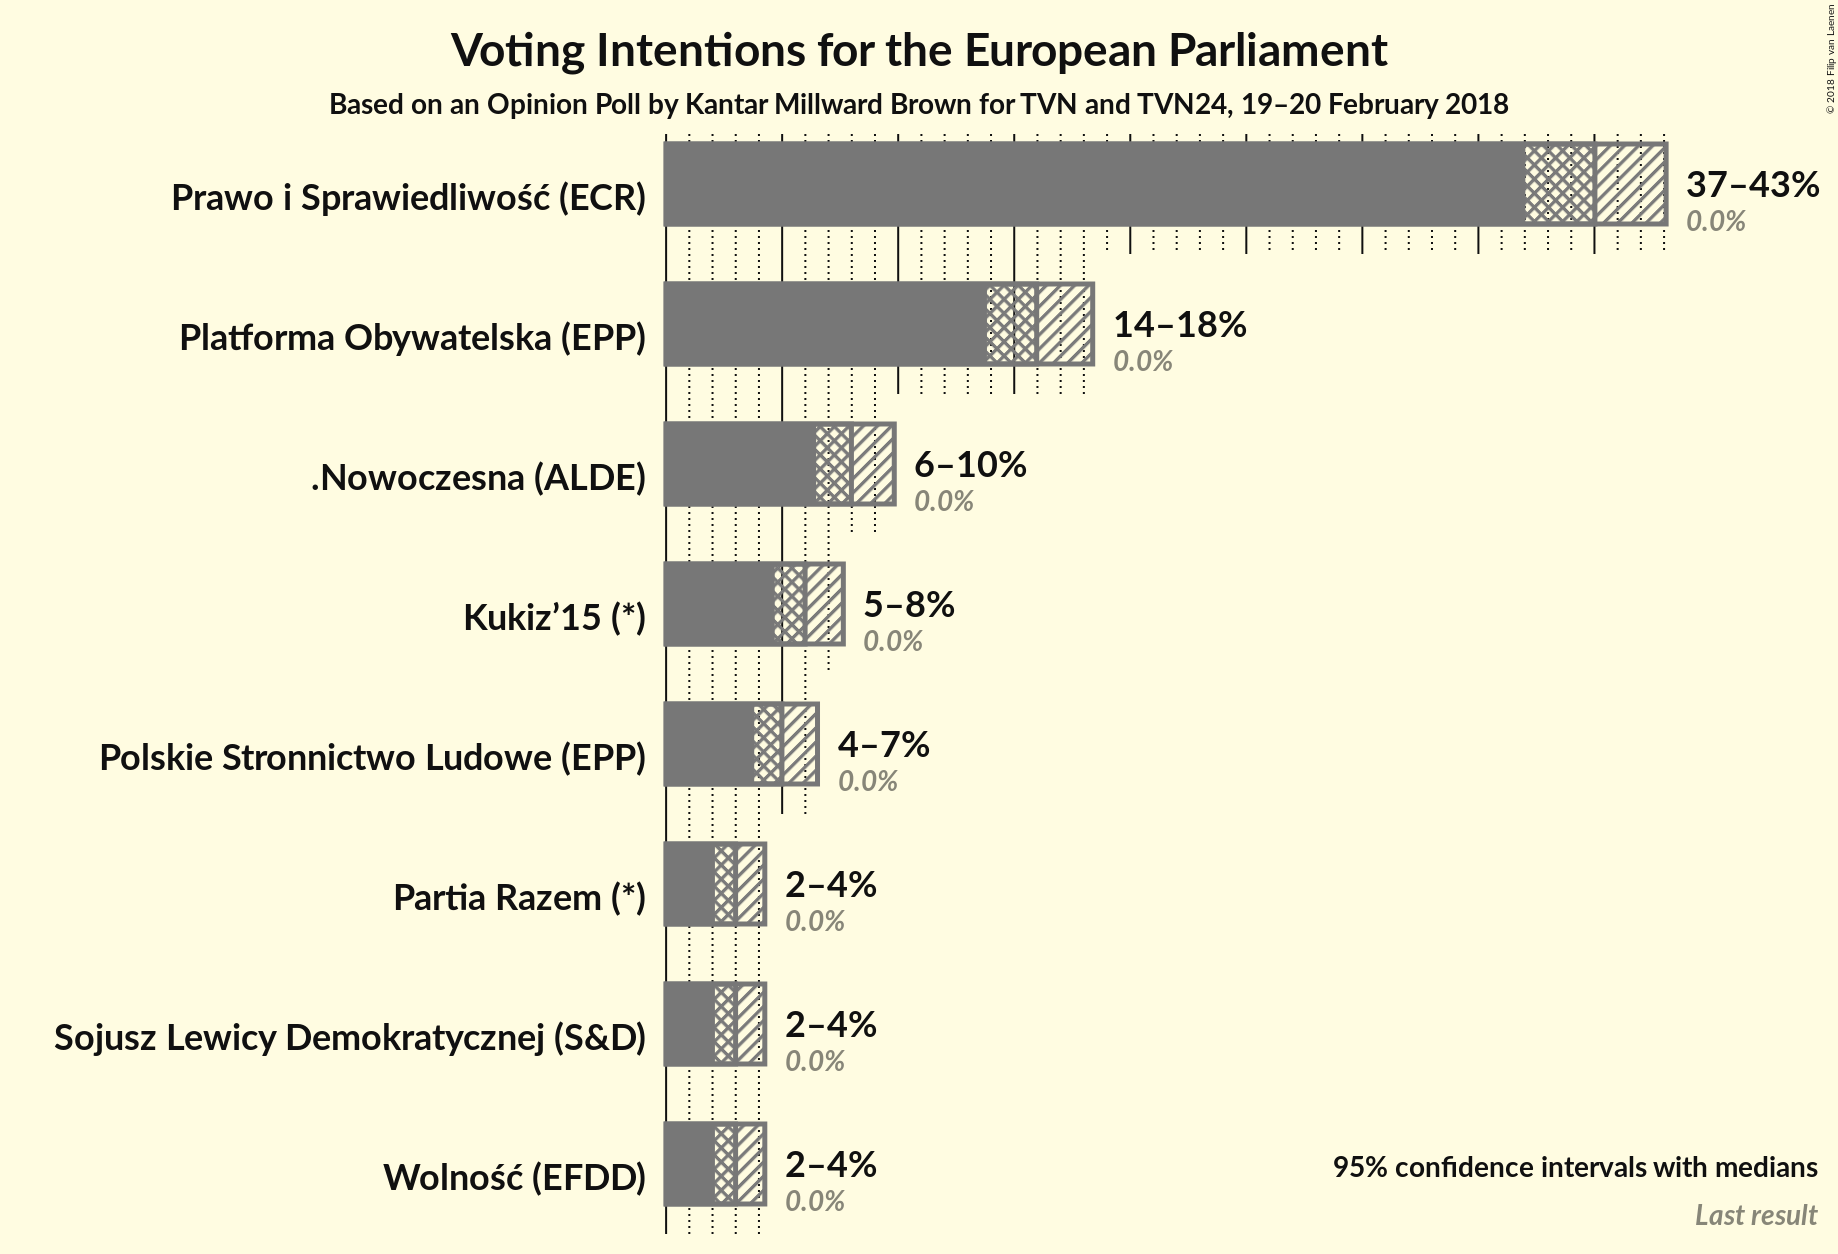 Voting Intentions for the European Parliament
Based on an Opinion Poll by Kantar Millward Brown for TVN and TVN24, 19–20 February 2018
© 2018 Filip van Laenen
Prawo i Sprawiedliwość (ECR)
37–43%
0.0%
Platforma Obywatelska (EPP)
14–18%
0.0%
.Nowoczesna (ALDE)
6–10%
0.0%
Kukiz’15 (*)
5–8%
0.0%
Polskie Stronnictwo Ludowe (EPP)
4–7%
0.0%
Partia Razem (*)
2–4%
0.0%
Sojusz Lewicy Demokratycznej (S&D)
2–4%
0.0%
Wolność (EFDD)
2–4%
0.0%
95% confidence intervals with medians
Last result